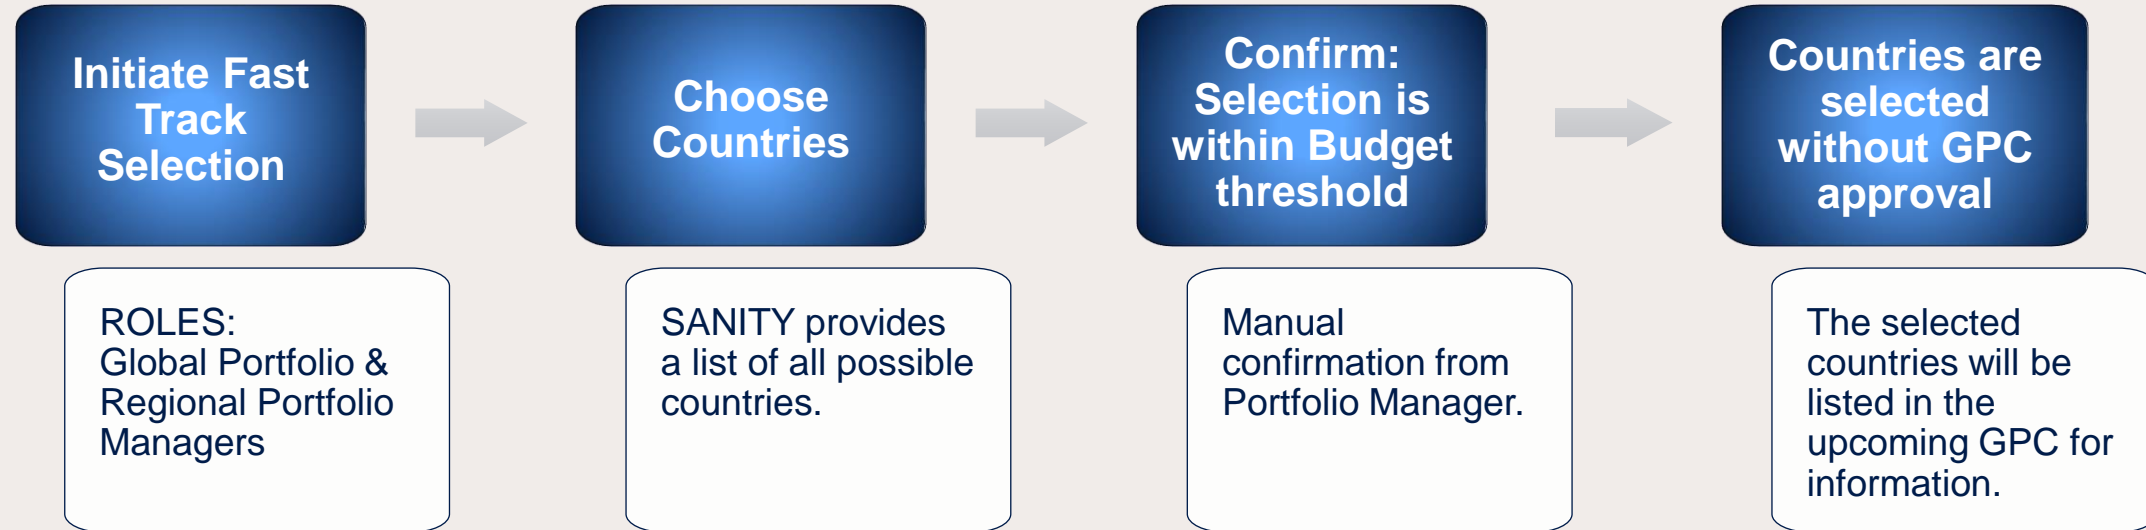 Initiate Fast
Track
Selection
ROLES:
Global Portfolio &
Regional Portfolio
Managers
Choose
Countries
SANITY provides
a list of all possible
countries.
Confirm:
Selection is
within Budget
threshold
Manual
confirmation from
Portfolio Manager.
Countries are
selected
without GPC
approval
The selected
countries will be
listed in the
upcoming GPC for
information.